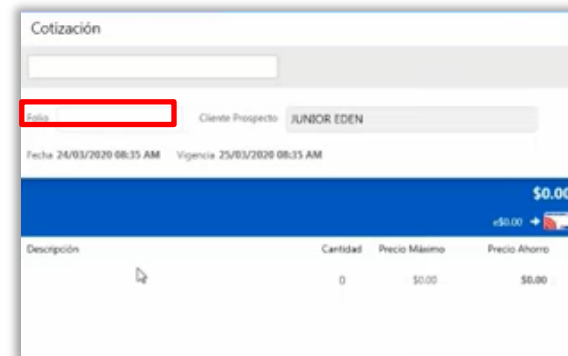 Cotización
Folio
Cliente Prospecto JUNIOR EDEN
Fecha 24/03/2020 08:35 AM Vigencia 25/03/2020 08:35 AM
$0.00
e$0.00
Descripción Cantidad Precio Máximo Precio Ahorro
0 $0.00 $0.00